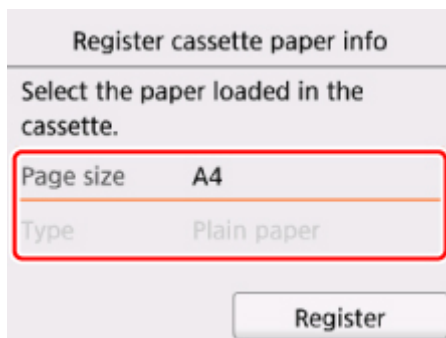 Register cassette paper info
Select the paper loaded in the
cassette.
Page size A4
Type Plain paper
Register